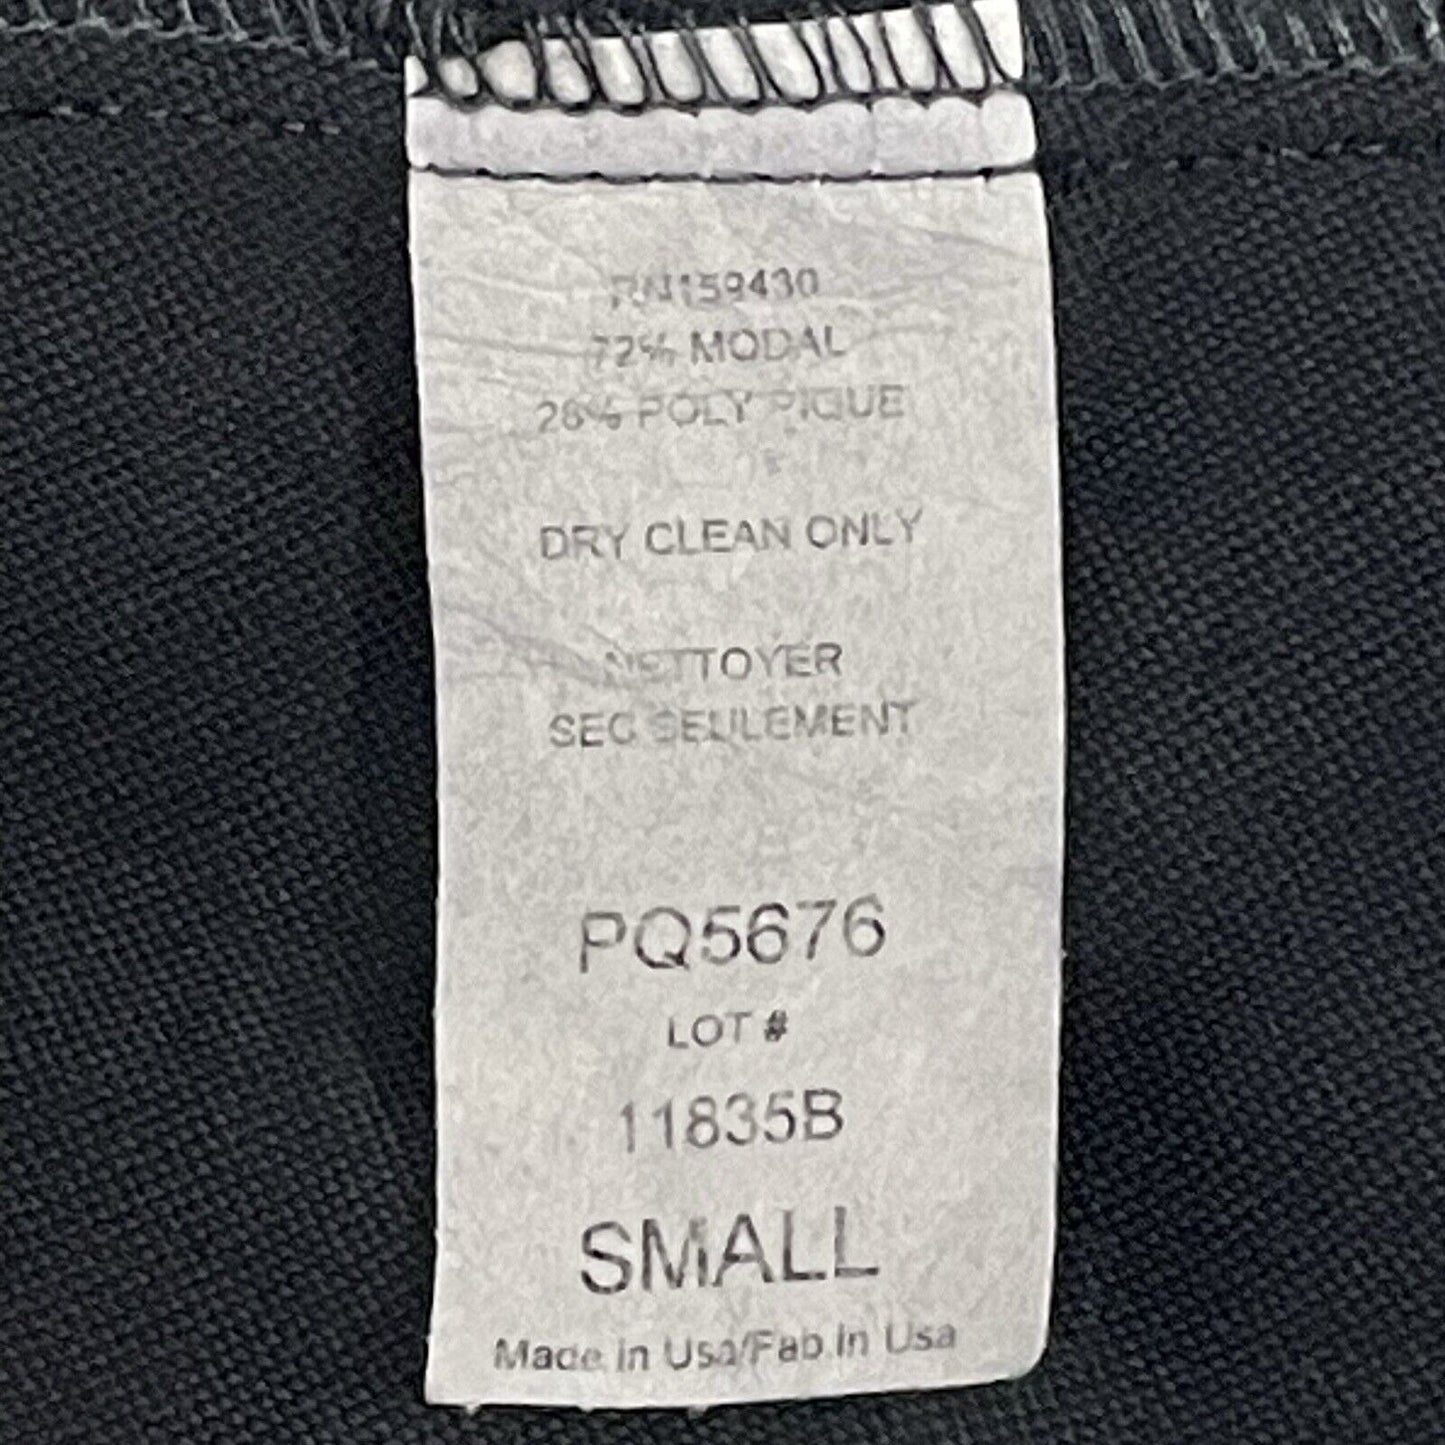 RN159430
72% MODAL
28% POLY PIQUE
DRY CLEAN ONLY
NETTOYER
SEC SEULEMENT
PQ5676
LOT #
11835B
SMALL
Made in Usa/Fab in Usa